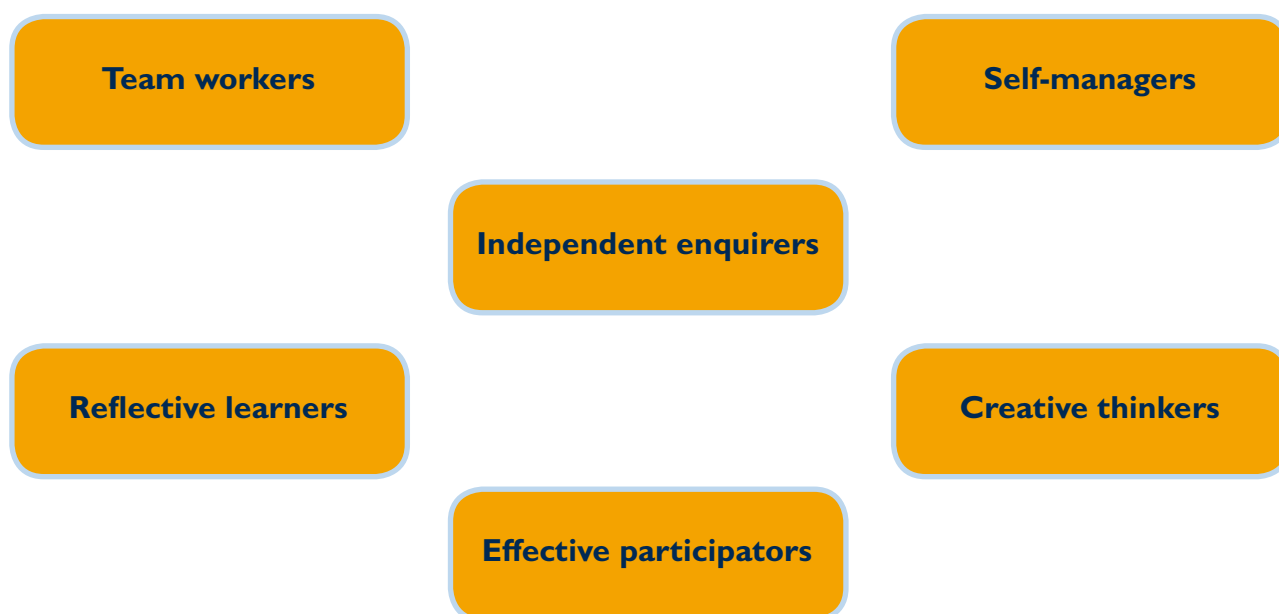 Team workers
Self-managers
Independent enquirers
Reflective learners
Creative thinkers
Effective participators